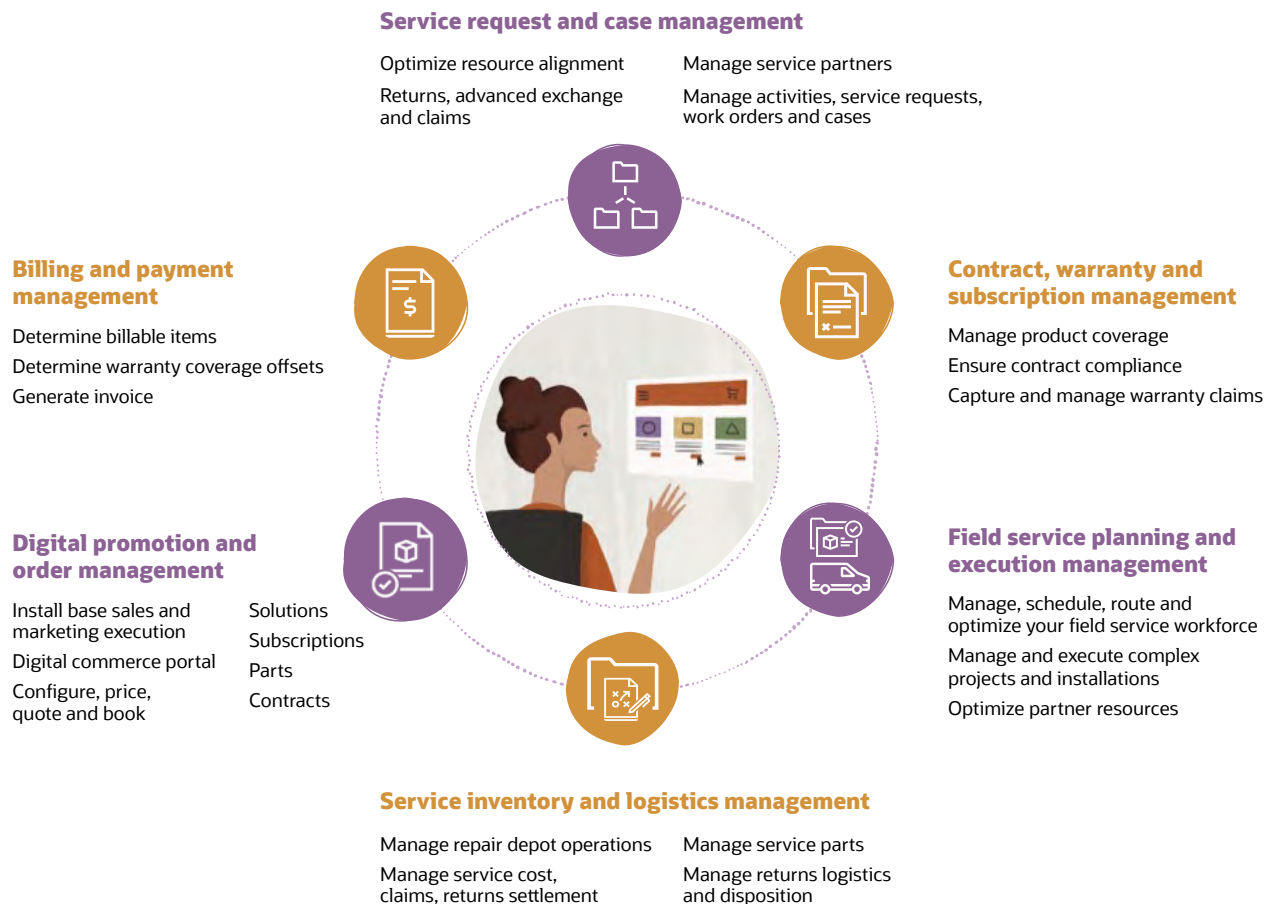 Service request and case management
Optimize resource alignment
Returns, advanced exchange
and claims
Manage service partners
Manage activities, service requests,
work orders and cases
Billing and payment
management
Determine billable items
Determine warranty coverage offsets
Generate invoice
$
Contract, warranty and
subscription management
Manage product coverage
Ensure contract compliance
Capture and manage warranty claims
Digital promotion and
order management
Install base sales and
marketing execution
Digital commerce portal
Configure, price,
quote and book
Solutions
Subscriptions
Parts
Contracts
Field service planning and
execution management
Manage, schedule, route and
optimize your field service workforce
Manage and execute complex
projects and installations
Optimize partner resources
Service inventory and logistics management
Manage repair depot operations
Manage service cost,
claims, returns settlement
Manage service parts
Manage returns logistics
and disposition